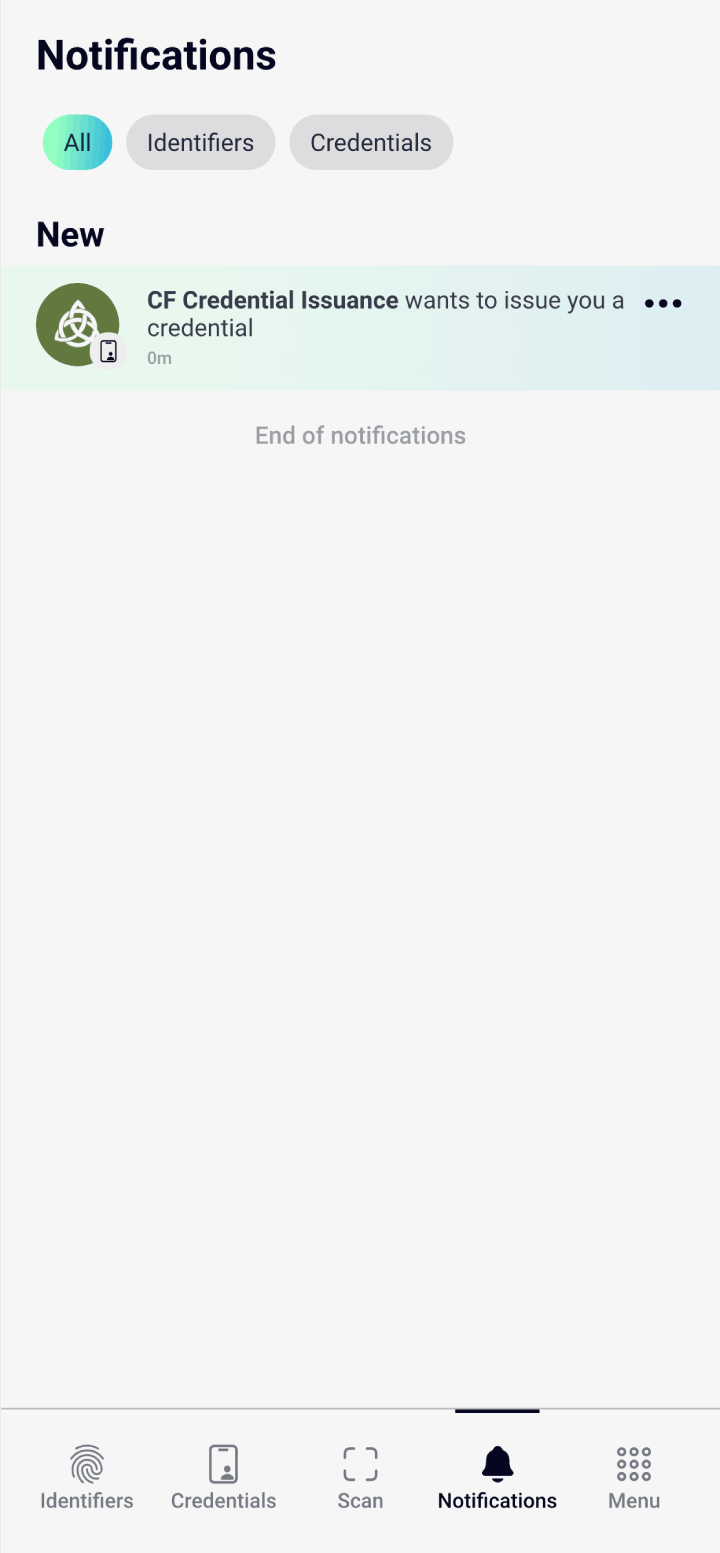 Notifications
All
Identifiers
Credentials
New
CF Credential Issuance wants to issue you a
credential
0m
End of notifications
Identifiers
Credentials
Scan
Notifications
Menu